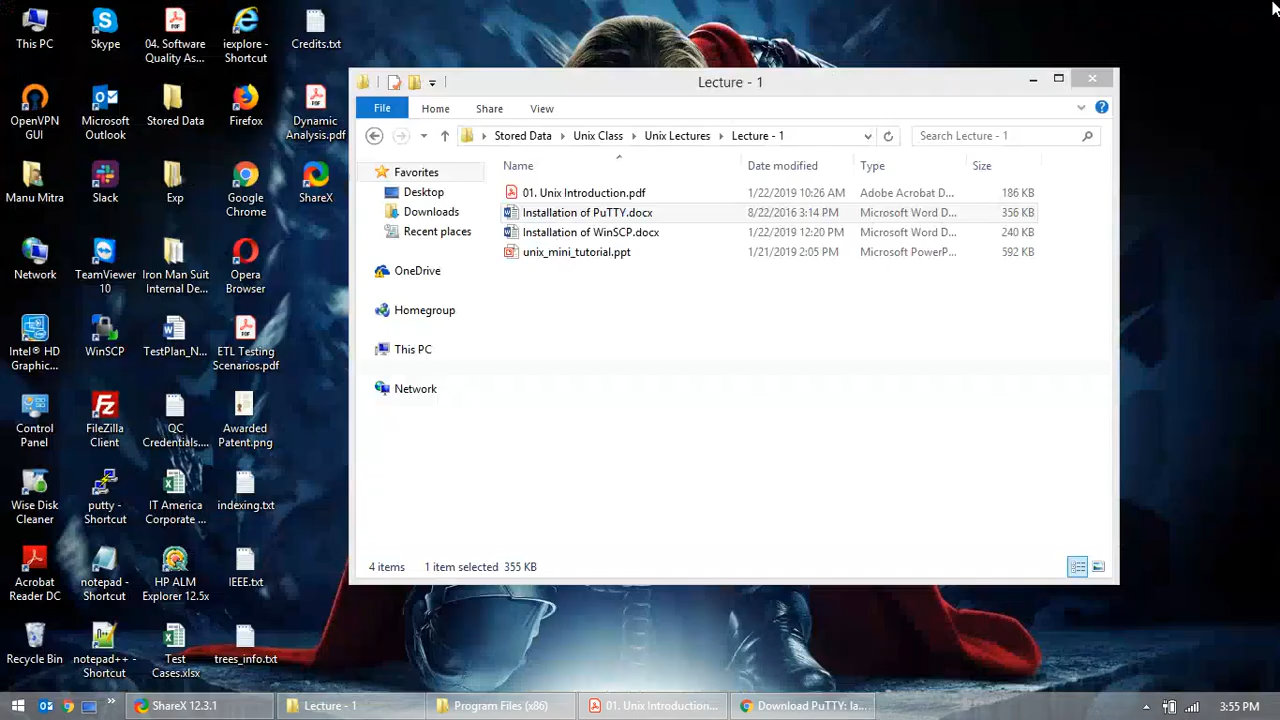 This PC
Skype
04. Software
Quality As...
iexplore -
Shortcut
Credits.txt
OpenVPN
GUI
Microsoft
Outlook
Stored Data
Firefox
Dynamic
Analysis.pdf
Manu Mitra
Slack
Exp
Google
Chrome
ShareX
Network
TeamViewer
10
Iron Man Suit
Internal De...
Opera
Browser
Intel® HD
Graphic...
WinSCP
TestPlan_N...
ETL Testing
Scenarios.pdf
Control
Panel
FileZilla
Client
QC
Credentials....
Awarded
Patent.png
Wise Disk
Cleaner
putty -
Shortcut
IT America
Corporate ...
indexing.txt
Acrobat
Reader DC
notepad -
Shortcut
HP ALM
Explorer 12.5x
IEEE.txt
Recycle Bin
notepad++ -
Shortcut
Test
Cases.xlsx
trees_info.txt
Lecture - 1
File Home Share View
Stored Data Unix Class Unix Lectures Lecture - 1
Search Lecture - 1
Favorites
Desktop
Downloads
Recent places
OneDrive
Homegroup
This PC
Network
Name Date modified Type Size
01. Unix Introduction.pdf 1/22/2019 10:26 AM Adobe Acrobat D... 186 KB
Installation of PuTTY.docx 8/22/2016 3:14 PM Microsoft Word D... 356 KB
Installation of WinSCP.docx 1/22/2019 12:20 PM Microsoft Word D... 240 KB
unix_mini_tutorial.ppt 1/21/2019 2:05 PM Microsoft PowerP... 592 KB
4 items 1 item selected 355 KB
ShareX 12.3.1
Lecture - 1
Program Files (x86)
01. Unix Introduction...
Download PuTTY: la...
3:55 PM